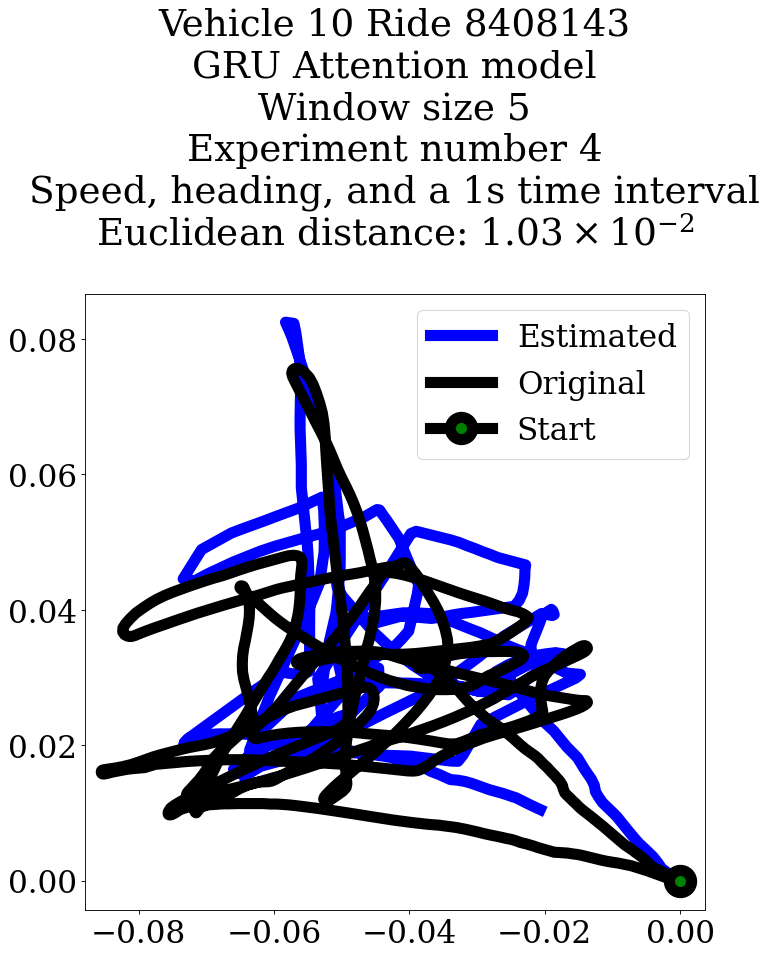 Vehicle 10 Ride 8408143
GRU Attention model
Window size 5
Experiment number 4
Speed, heading, and a 1s time interval
Euclidean distance: 1.03 × 10⁻²
Estimated
Original
Start
0.08
0.06
0.04
0.02
0.00
−0.08 −0.06 −0.04 −0.02 0.00